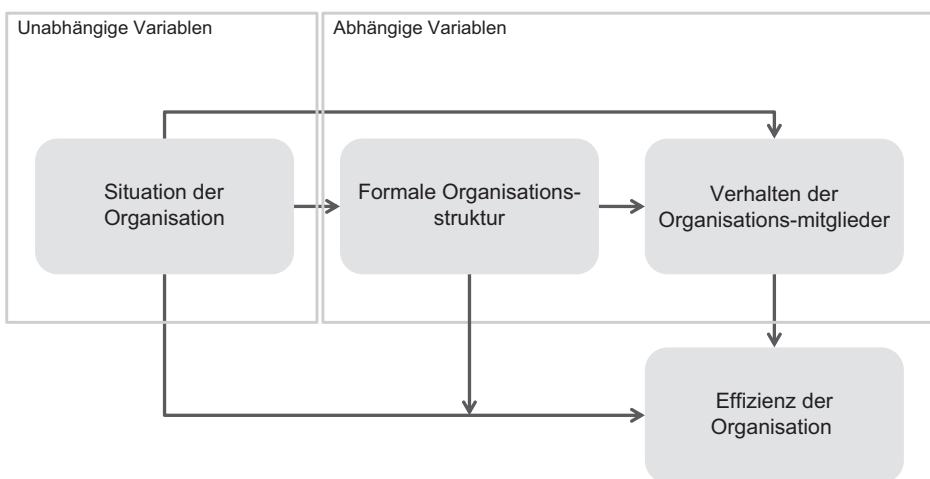 Unabhängige Variablen
Abhängige Variablen
Situation der
Organisation
Formale Organisations-
struktur
Verhalten der
Organisations-mitglieder
Effizienz der
Organisation